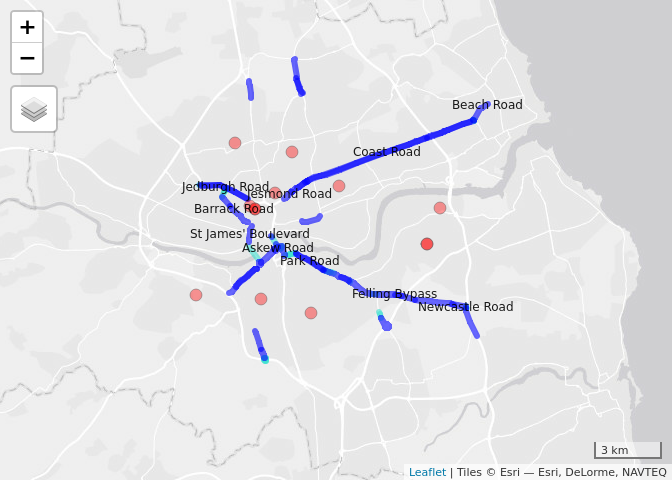 +
−
Beach Road
Coast Road
Jedburgh Road
Jesmond Road
Barrack Road
St James' Boulevard
Askew Road
Park Road
Felling Bypass
Newcastle Road
3 km
Leaflet | Tiles © Esri — Esri, DeLorme, NAVTEQ